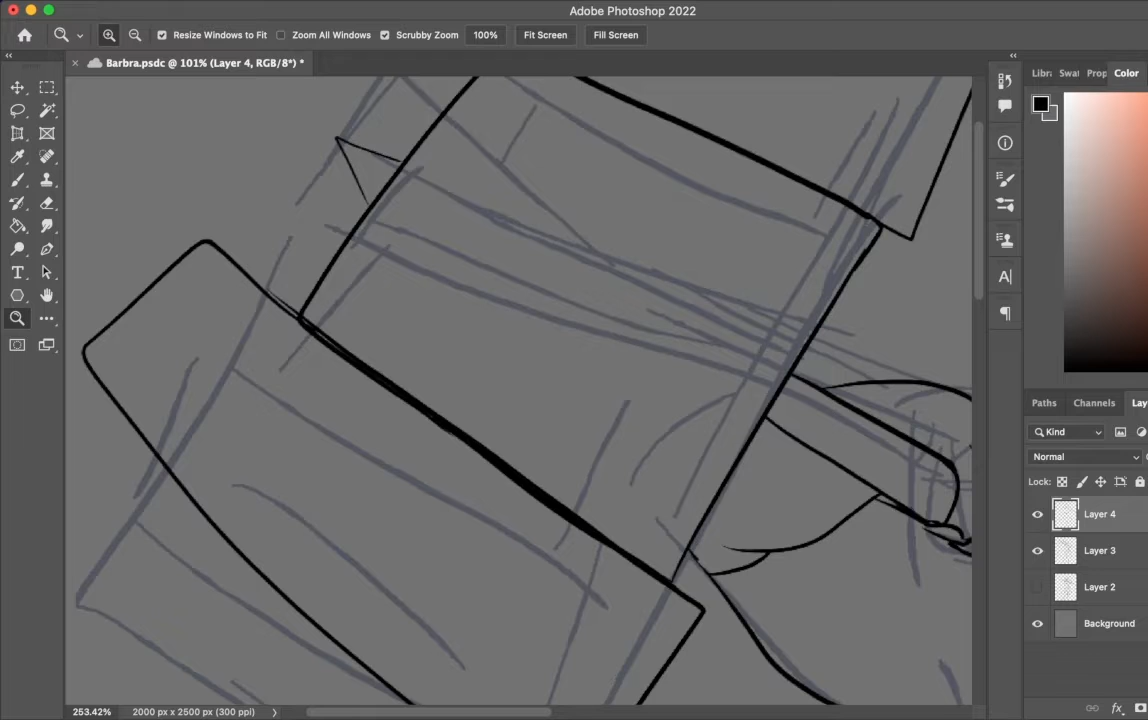 Adobe Photoshop 2022
Resize Windows to Fit
Zoom All Windows
Scrubby Zoom
100%
Fit Screen
Fill Screen
Barbra.psdc @ 101% (Layer 4, RGB/8*) *
Libr
Swat
Prop
Color
Paths
Channels
Lay
Kind
Normal
Lock:
Layer 4
Layer 3
Layer 2
Background
fx
253.42%
2000 px x 2500 px (300 ppi)